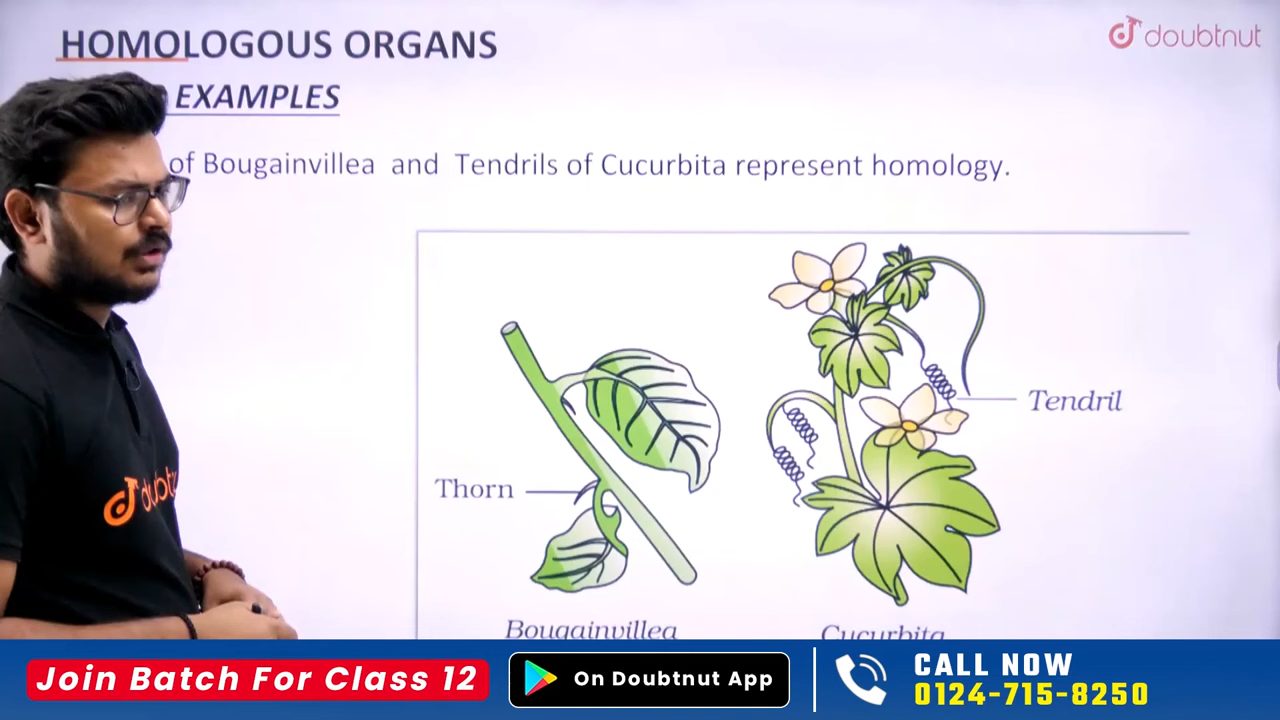 HOMOLOGOUS ORGANS
doubtnut
EXAMPLES
of Bougainvillea and Tendrils of Cucurbita represent homology.
Tendril
Thorn
doubtn
Bougainvillea
Cucurbita
Join Batch For Class 12
On Doubtnut App
CALL NOW
0124-715-8250